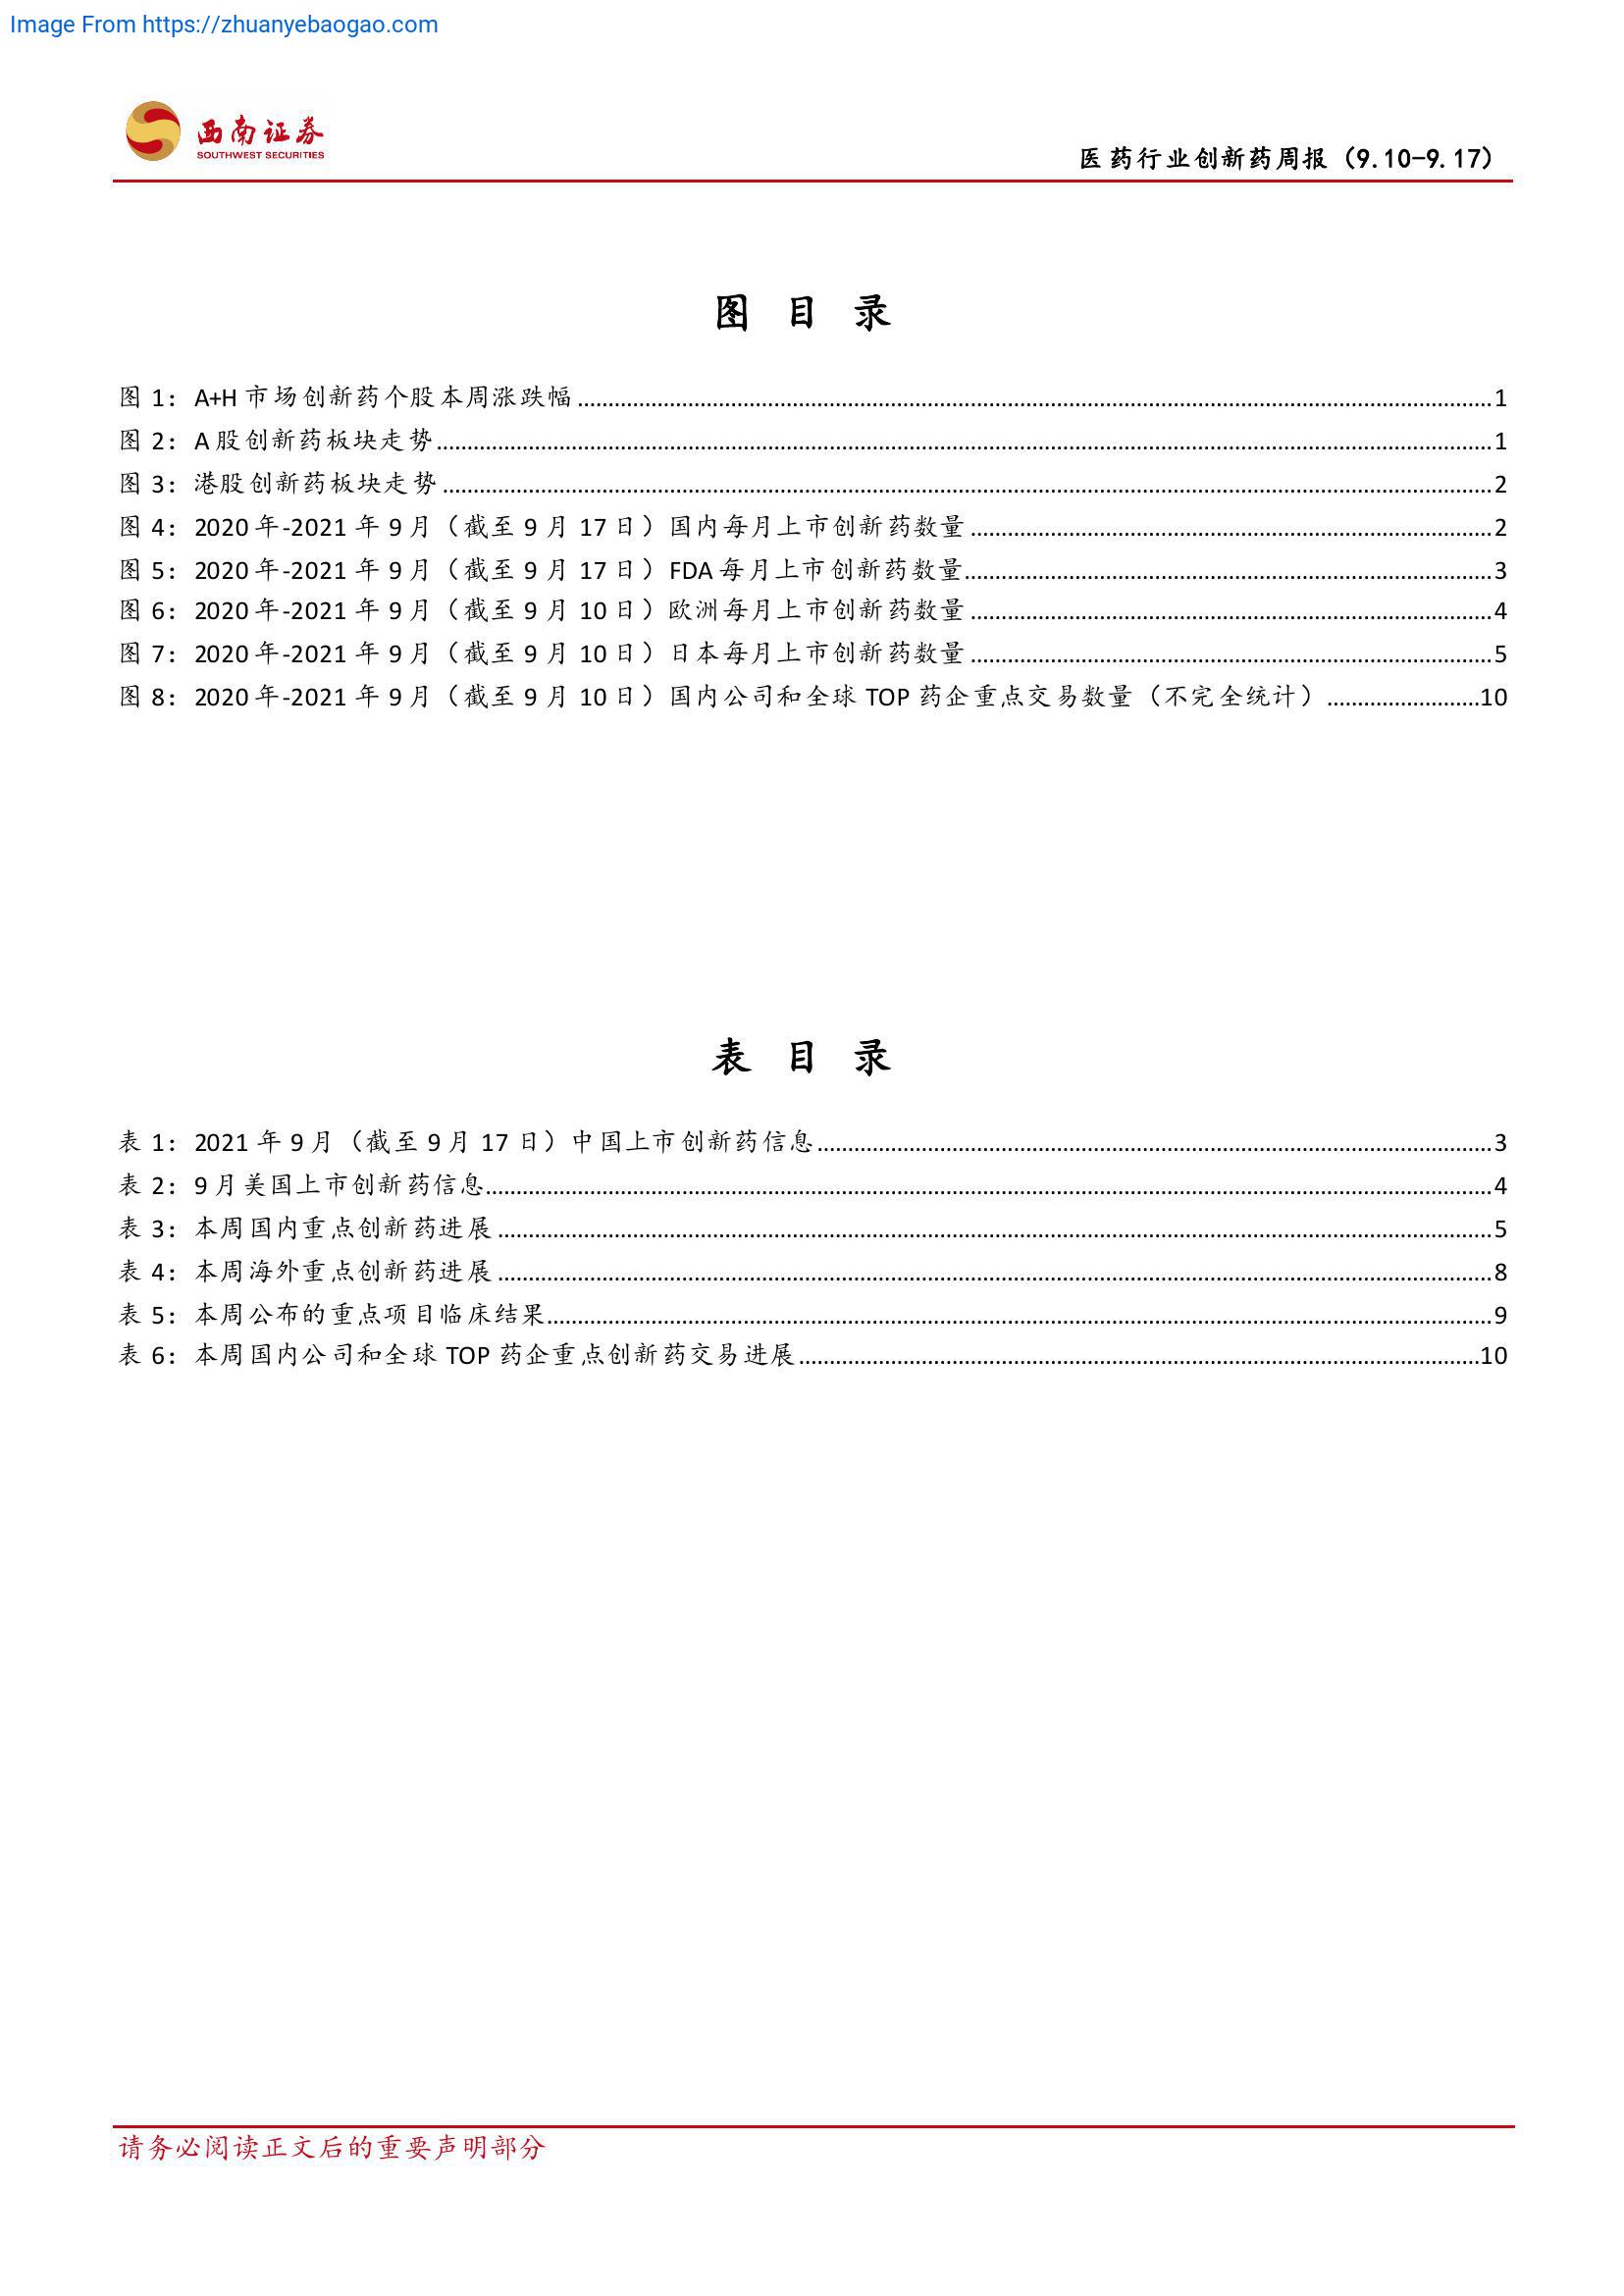 Image From https://zhuanyebaogao.com
西南证券
SOUTHWEST SECURITIES
医药行业创新药周报（9.10-9.17）
图 目 录
图 1：A+H 市场创新药个股本周涨跌幅........1
图 2：A 股创新药板块走势........1
图 3：港股创新药板块走势........2
图 4：2020 年-2021 年 9 月（截至 9 月 17 日）国内每月上市创新药数量........2
图 5：2020 年-2021 年 9 月（截至 9 月 17 日）FDA 每月上市创新药数量........3
图 6：2020 年-2021 年 9 月（截至 9 月 10 日）欧洲每月上市创新药数量........4
图 7：2020 年-2021 年 9 月（截至 9 月 10 日）日本每月上市创新药数量........5
图 8：2020 年-2021 年 9 月（截至 9 月 10 日）国内公司和全球 TOP 药企重点交易数量（不完全统计）........10
表 目 录
表 1：2021 年 9 月（截至 9 月 17 日）中国上市创新药信息........3
表 2：9 月美国上市创新药信息........4
表 3：本周国内重点创新药进展........5
表 4：本周海外重点创新药进展........8
表 5：本周公布的重点项目临床结果........9
表 6：本周国内公司和全球 TOP 药企重点创新药交易进展........10
请务必阅读正文后的重要声明部分